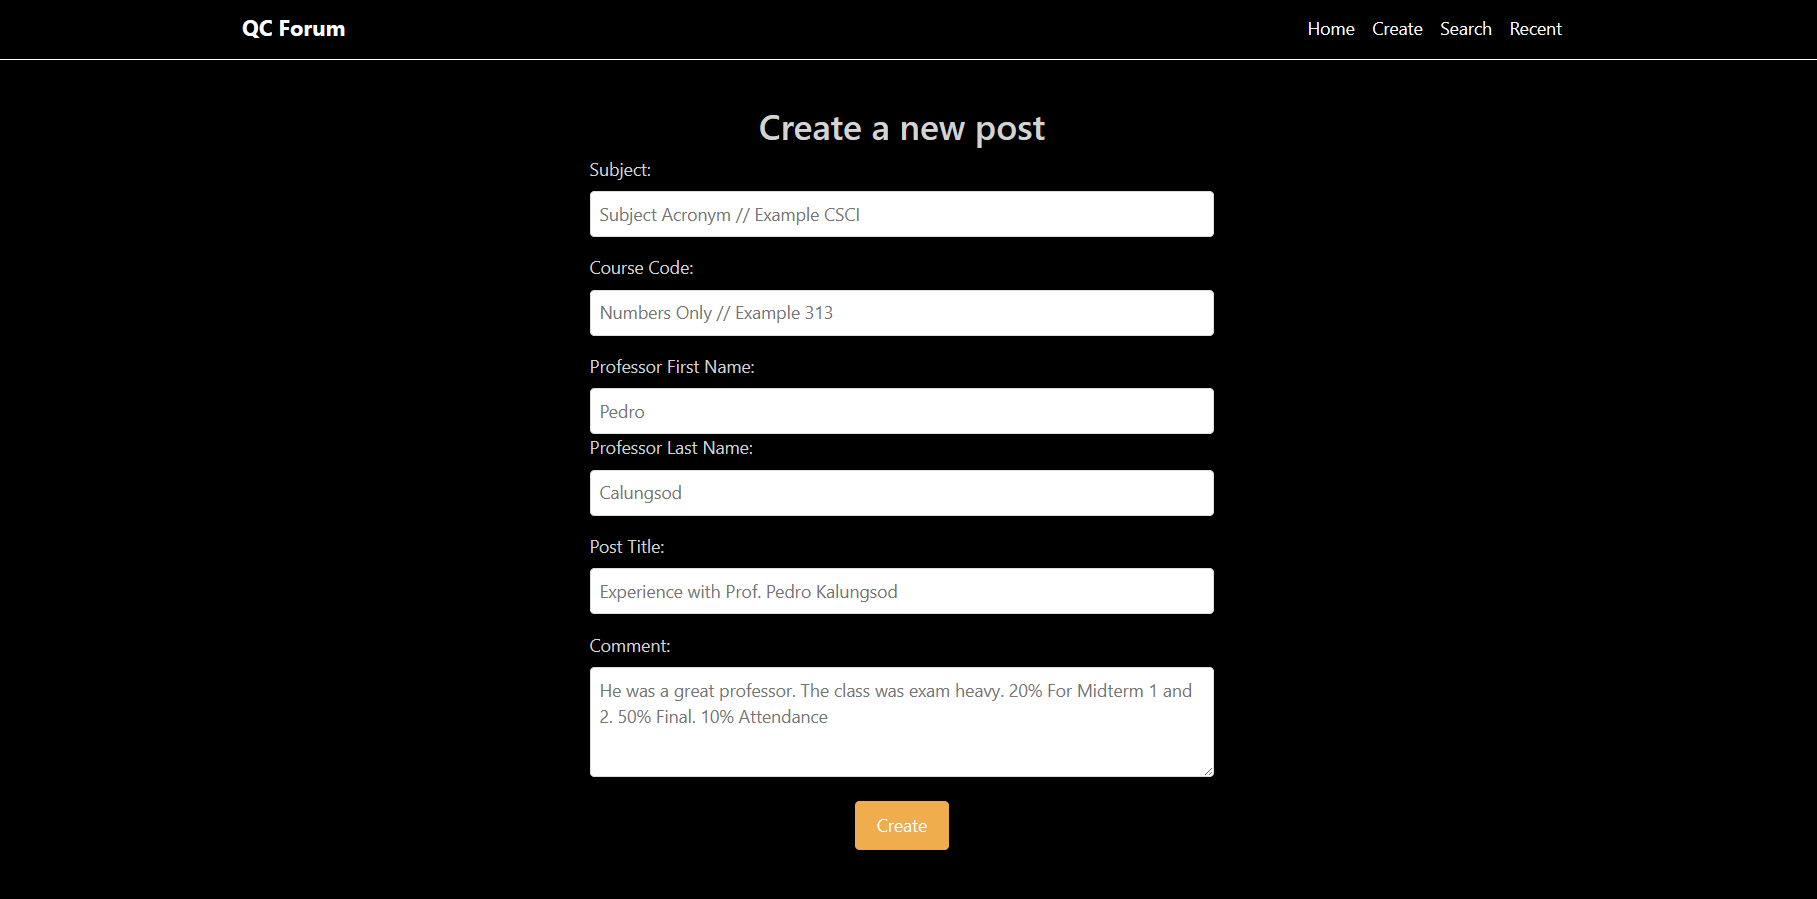 QC Forum
Home Create Search Recent
Create a new post
Subject:
Subject Acronym // Example CSCI
Course Code:
Numbers Only // Example 313
Professor First Name:
Pedro
Professor Last Name:
Calungsod
Post Title:
Experience with Prof. Pedro Kalungsod
Comment:
He was a great professor. The class was exam heavy. 20% For Midterm 1 and
2. 50% Final. 10% Attendance
Create